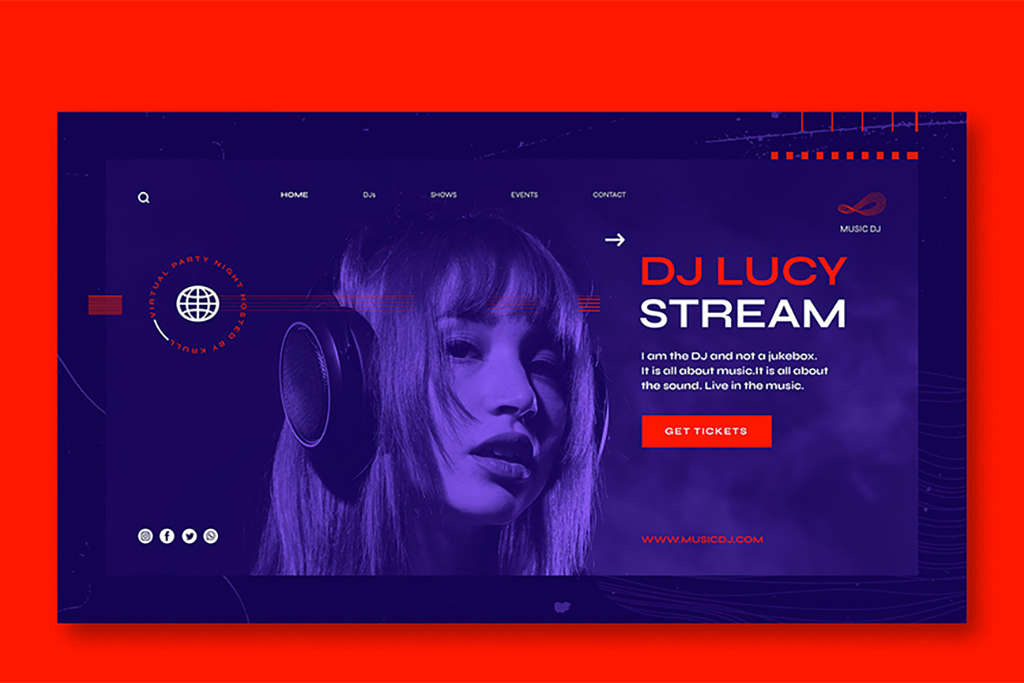 HOME
DJs
SHOWS
EVENTS
CONTACT
MUSIC DJ
VIRTUAL PARTY NIGHT HOSTED BY KRULL
DJ LUCY
STREAM
I am the DJ and not a jukebox.
It is all about music.It is all about
the sound. Live in the music.
GET TICKETS
WWW.MUSICDJ.COM